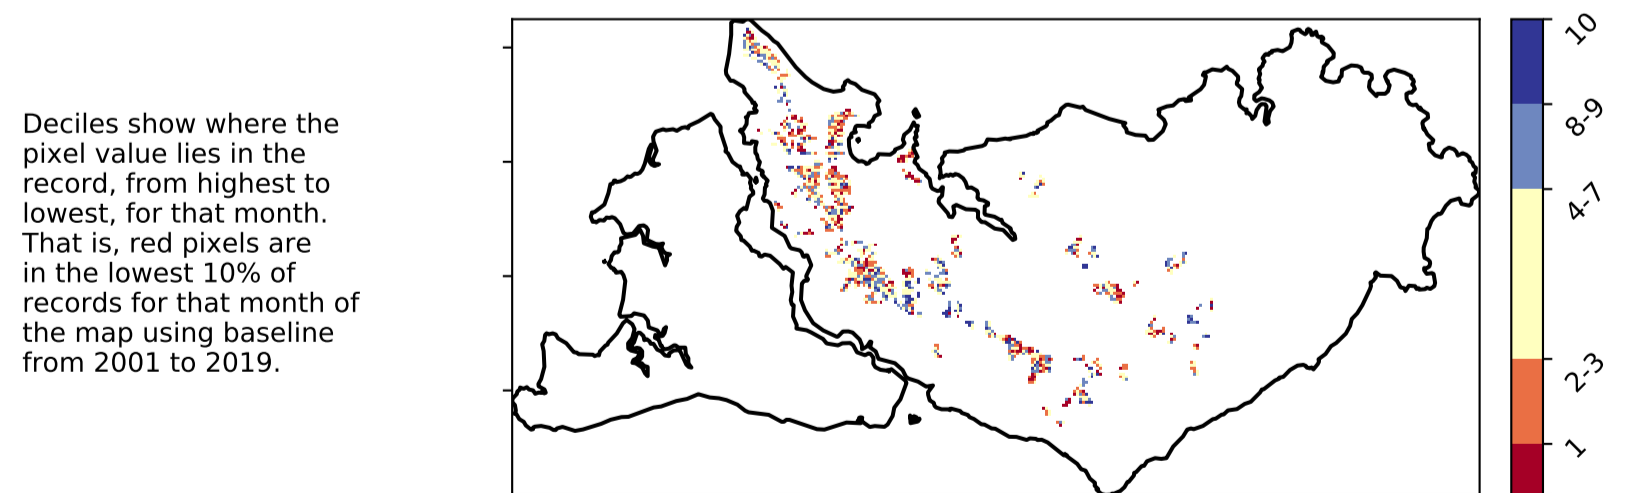 Deciles show where the
pixel value lies in the
record, from highest to
lowest, for that month.
That is, red pixels are
in the lowest 10% of
records for that month of
the map using baseline
from 2001 to 2019.
10
8-9
4-7
2-3
1